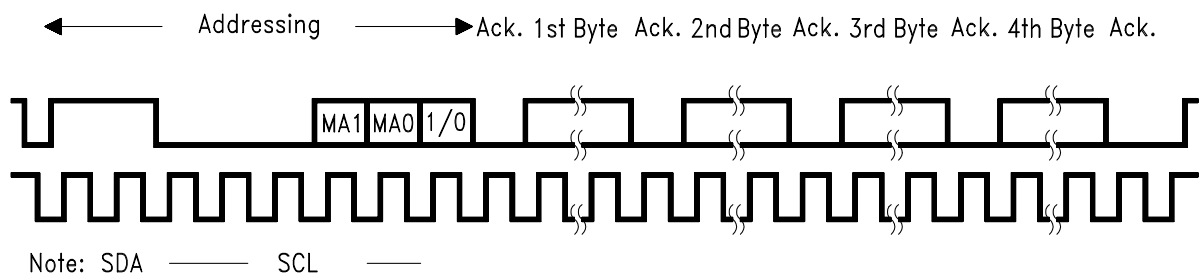 Addressing Ack. 1st Byte Ack. 2nd Byte Ack. 3rd Byte Ack. 4th Byte Ack.
MA1 MA0 1/0
Note: SDA SCL